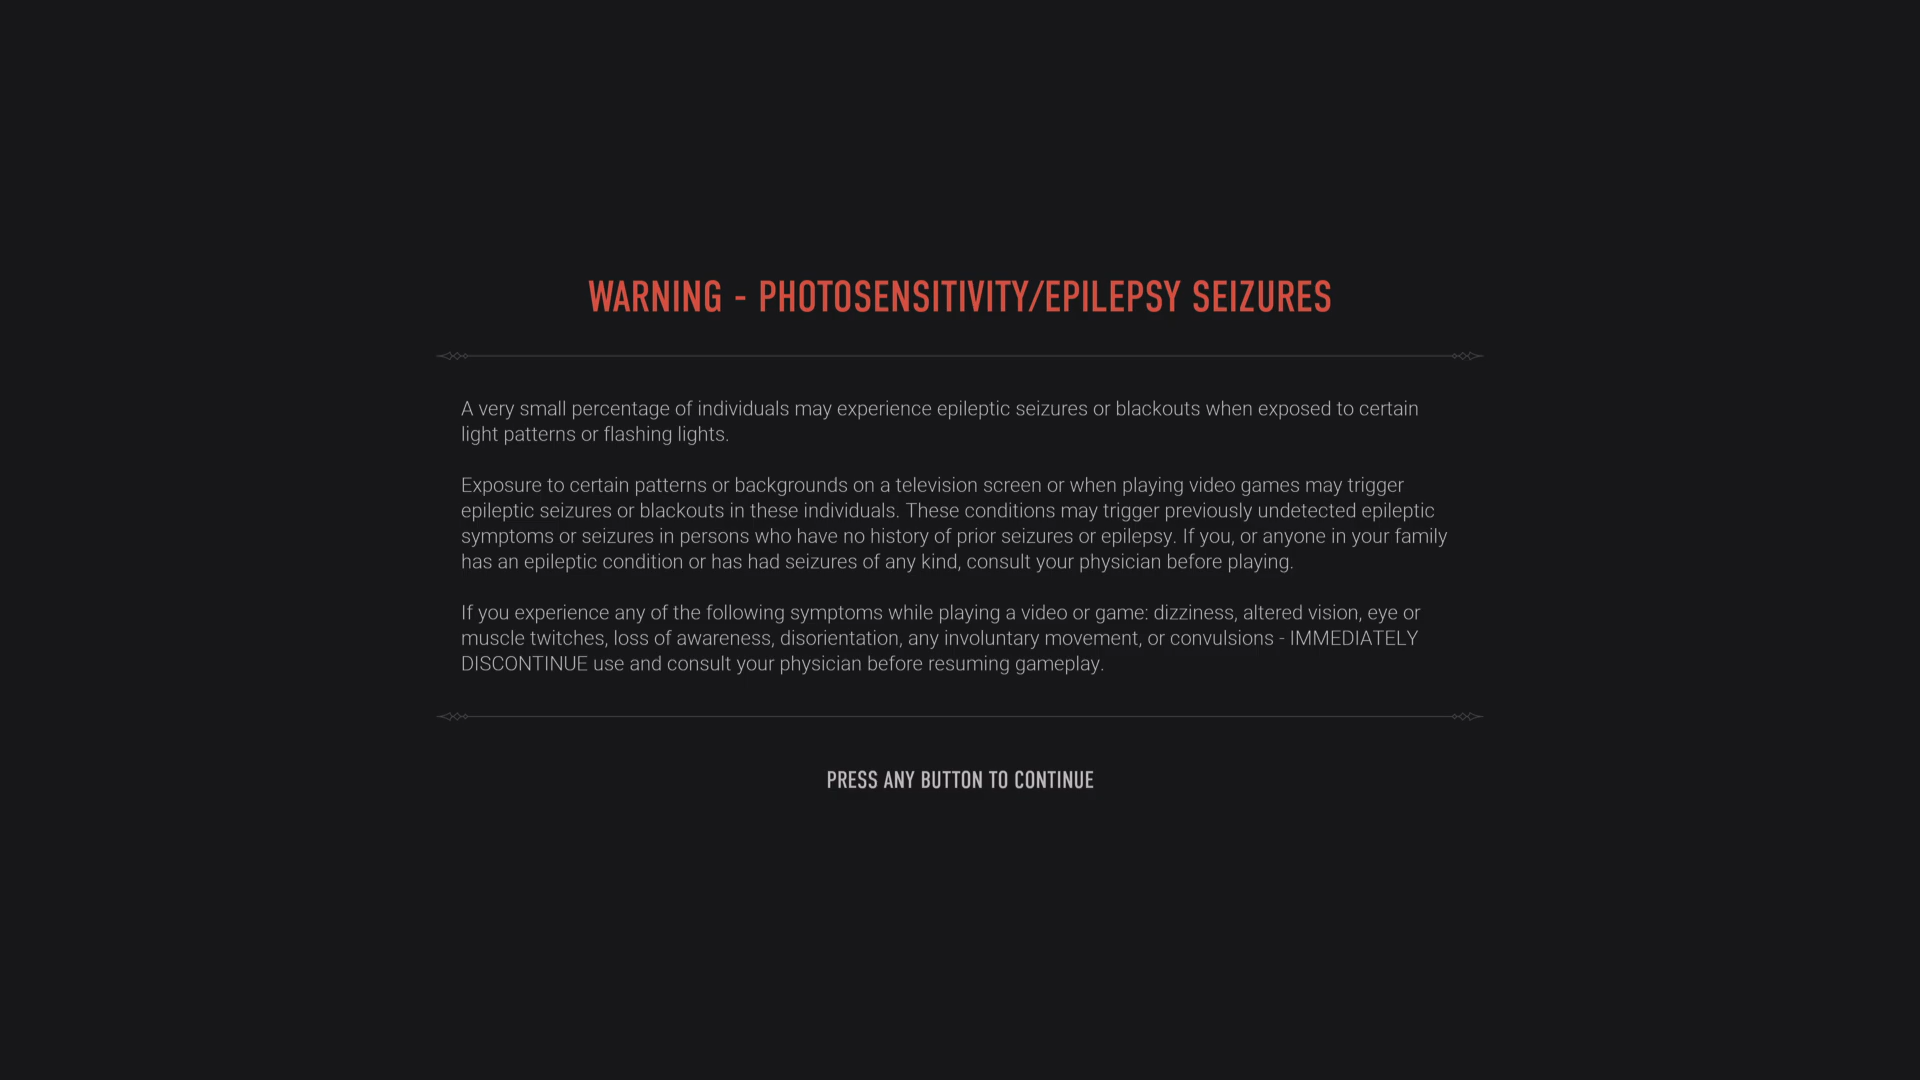 WARNING - PHOTOSENSITIVITY/EPILEPSY SEIZURES
A very small percentage of individuals may experience epileptic seizures or blackouts when exposed to certain
light patterns or flashing lights.
Exposure to certain patterns or backgrounds on a television screen or when playing video games may trigger
epileptic seizures or blackouts in these individuals. These conditions may trigger previously undetected epileptic
symptoms or seizures in persons who have no history of prior seizures or epilepsy. If you, or anyone in your family
has an epileptic condition or has had seizures of any kind, consult your physician before playing.
If you experience any of the following symptoms while playing a video or game: dizziness, altered vision, eye or
muscle twitches, loss of awareness, disorientation, any involuntary movement, or convulsions - IMMEDIATELY
DISCONTINUE use and consult your physician before resuming gameplay.
PRESS ANY BUTTON TO CONTINUE